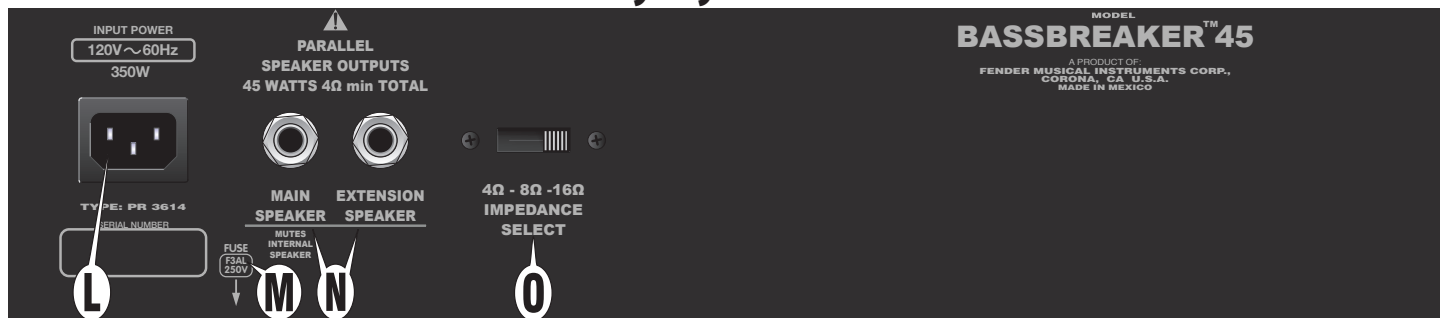 INPUT POWER
120V～60Hz
350W
PARALLEL
SPEAKER OUTPUTS
45 WATTS 4Ω min TOTAL
MODEL
BASSBREAKER™45
A PRODUCT OF:
FENDER MUSICAL INSTRUMENTS CORP.,
CORONA, CA U.S.A.
MADE IN MEXICO
TYPE: PR 3614
SERIAL NUMBER
MAIN
SPEAKER
EXTENSION
SPEAKER
MUTES
INTERNAL
SPEAKER
FUSE
F3AL
250V
4Ω - 8Ω -16Ω
IMPEDANCE
SELECT
L
M
N
O